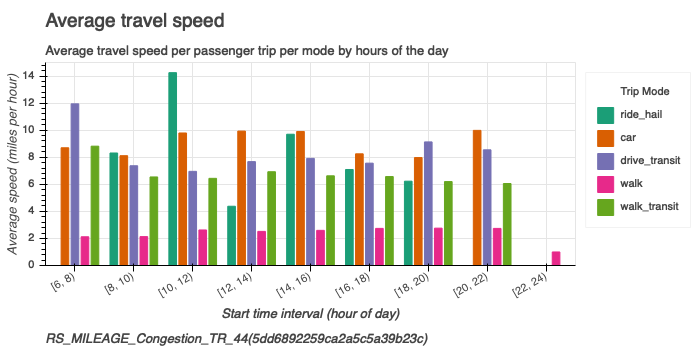 Average travel speed
Average travel speed per passenger trip per mode by hours of the day
Average speed (miles per hour)
14
12
10
8
6
4
2
0
[6, 8)
[8, 10)
[10, 12)
[12, 14)
[14, 16)
[16, 18)
[18, 20)
[20, 22)
[22, 24)
Start time interval (hour of day)
Trip Mode
ride_hail
car
drive_transit
walk
walk_transit
RS_MILEAGE_Congestion_TR_44(5dd6892259ca2a5c5a39b23c)